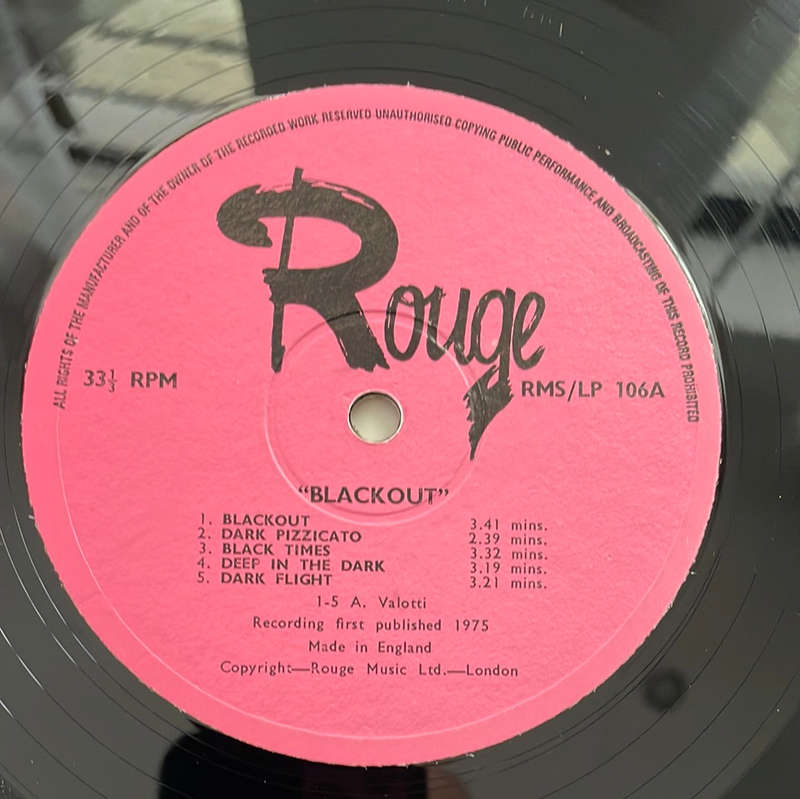 ALL RIGHTS OF THE MANUFACTURER AND OF THE OWNER OF THE RECORDED WORK RESERVED UNAUTHORISED COPYING PUBLIC PERFORMANCE AND BROADCASTING OF THIS RECORD PROHIBITED
Rouge
33⅓ RPM
RMS/LP 106A
"BLACKOUT"
1. BLACKOUT 3.41 mins.
2. DARK PIZZICATO 2.39 mins.
3. BLACK TIMES 3.32 mins.
4. DEEP IN THE DARK 3.19 mins.
5. DARK FLIGHT 3.21 mins.
1-5 A. Valotti
Recording first published 1975
Made in England
Copyright—Rouge Music Ltd.—London